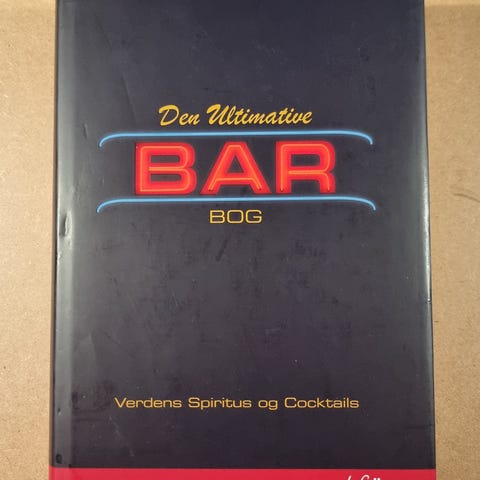 Den Ultimative
BAR
BOG
Verdens Spiritus og Cocktails